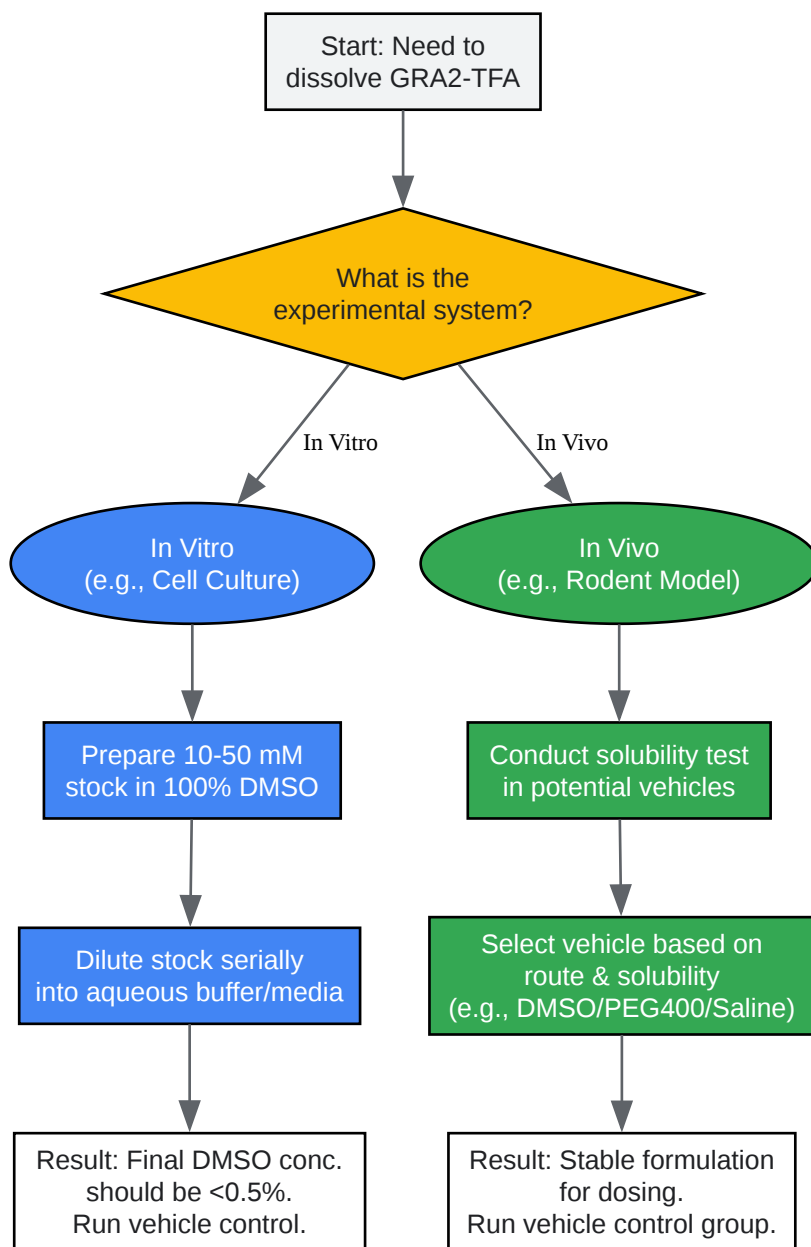 Start: Need to
dissolve GRA2-TFA
What is the
experimental system?
In Vitro
In Vivo
In Vitro
(e.g., Cell Culture)
In Vivo
(e.g., Rodent Model)
Prepare 10-50 mM
stock in 100% DMSO
Conduct solubility test
in potential vehicles
Dilute stock serially
into aqueous buffer/media
Select vehicle based on
route & solubility
(e.g., DMSO/PEG400/Saline)
Result: Final DMSO conc.
should be <0.5%.
Run vehicle control.
Result: Stable formulation
for dosing.
Run vehicle control group.